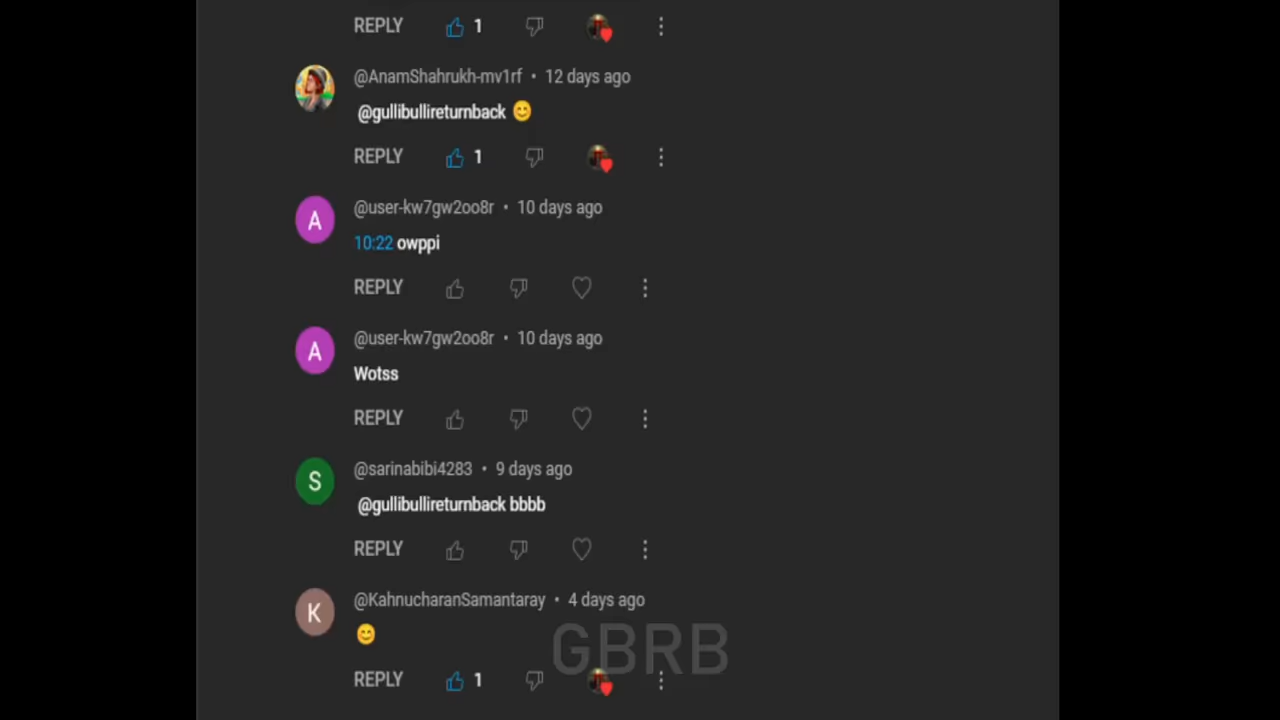 REPLY 1
@AnamShahrukh-mv1rf • 12 days ago
@gullibullireturnback 😊
REPLY 1
A
@user-kw7gw2oo8r • 10 days ago
10:22 owppi
REPLY
A
@user-kw7gw2oo8r • 10 days ago
Wotss
REPLY
S
@sarinabibi4283 • 9 days ago
@gullibullireturnback bbbb
REPLY
K
@KahnucharanSamantaray • 4 days ago
😊
GBRB
REPLY 1